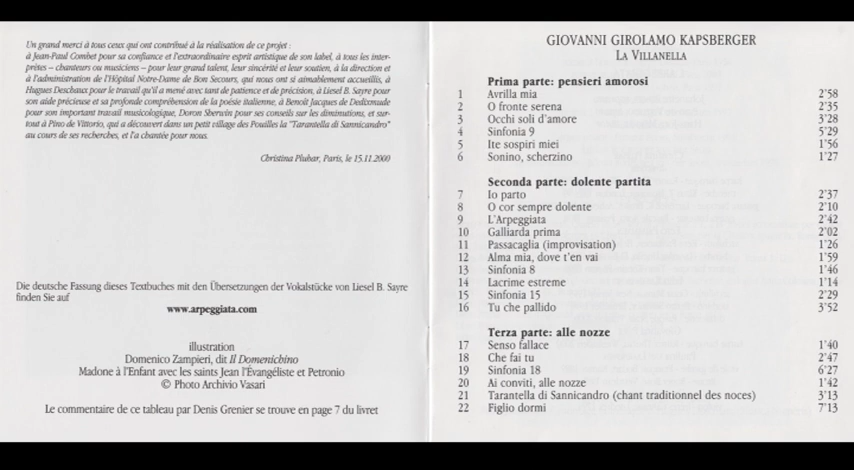 Un grand merci à tous ceux qui ont contribué à la réalisation de ce projet :
à Jean-Paul Combet pour sa confiance et l'extraordinaire esprit artistique de son label, à tous les inter-
prètes – chanteurs ou musiciens – pour leur grand talent, leur sincérité et leur soutien, à la direction et
à l'administration de l'Hôpital Notre-Dame de Bon Secours, qui nous ont si aimablement accueillis, à
Hugues Deschaux pour le travail qu'il a mené avec tant de patience et de précision, à Liesel B. Sayre pour
son aide précieuse et sa profonde compréhension de la poésie italienne, à Benoît Jacques de Dedixmude
pour son important travail musicologique, Doron Sherwin pour ses conseils sur les diminutions, et sur-
tout à Pino de Vittorio, qui a découvert dans un petit village des Pouilles la "Tarantella di Sannicandro"
au cours de ses recherches, et l'a chantée pour nous.
Christina Pluhar, Paris, le 15.11.2000
Die deutsche Fassung dieses Textbuches mit den Übersetzungen der Vokalstücke von Liesel B. Sayre
finden Sie auf
www.arpeggiata.com
illustration
Domenico Zampieri, dit Il Domenichino
Madone à l'Enfant avec les saints Jean l'Évangéliste et Petronio
© Photo Archivio Vasari
Le commentaire de ce tableau par Denis Grenier se trouve en page 7 du livret
GIOVANNI GIROLAMO KAPSBERGER
LA VILLANELLA
Prima parte: pensieri amorosi
1 Avrilla mia 2'58
2 O fronte serena 2'35
3 Occhi soli d'amore 3'28
4 Sinfonia 9 5'29
5 Ite sospiri miei 1'56
6 Sonino, scherzino 1'27
Seconda parte: dolente partita
7 Io parto 2'37
8 O cor sempre dolente 2'10
9 L'Arpeggiata 2'42
10 Galliarda prima 2'02
11 Passacaglia (improvisation) 1'26
12 Alma mia, dove t'en vai 1'59
13 Sinfonia 8 1'46
14 Lacrime estreme 1'14
15 Sinfonia 15 2'29
16 Tu che pallido 3'52
Terza parte: alle nozze
17 Senso fallace 1'40
18 Che fai tu 2'47
19 Sinfonia 18 6'27
20 Ai conviti, alle nozze 1'42
21 Tarantella di Sannicandro (chant traditionnel des noces) 3'13
22 Figlio dormi 7'13